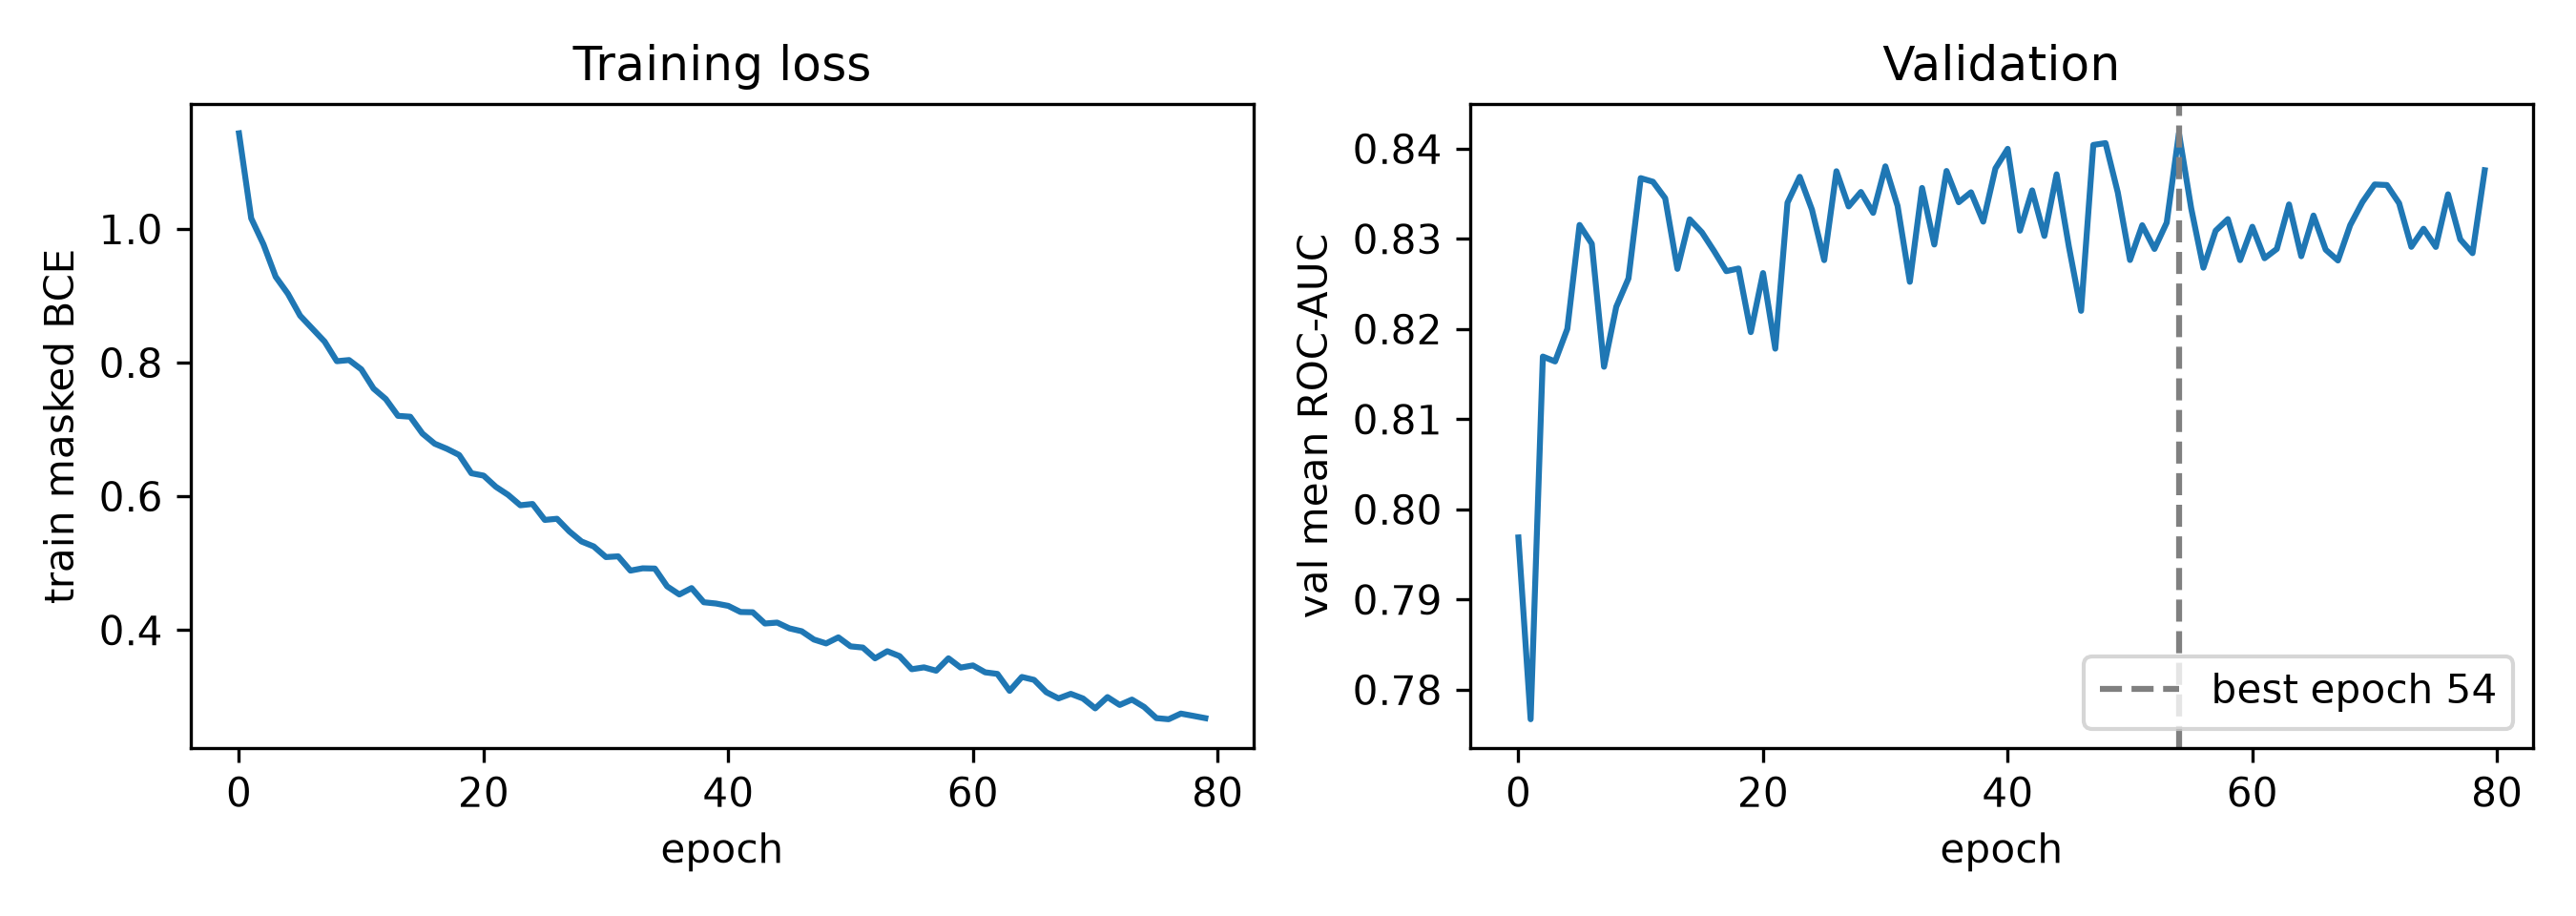 Training loss
train masked BCE
1.0
0.8
0.6
0.4
0 20 40 60 80
epoch
Validation
val mean ROC-AUC
0.84
0.83
0.82
0.81
0.80
0.79
0.78
best epoch 54
0 20 40 60 80
epoch